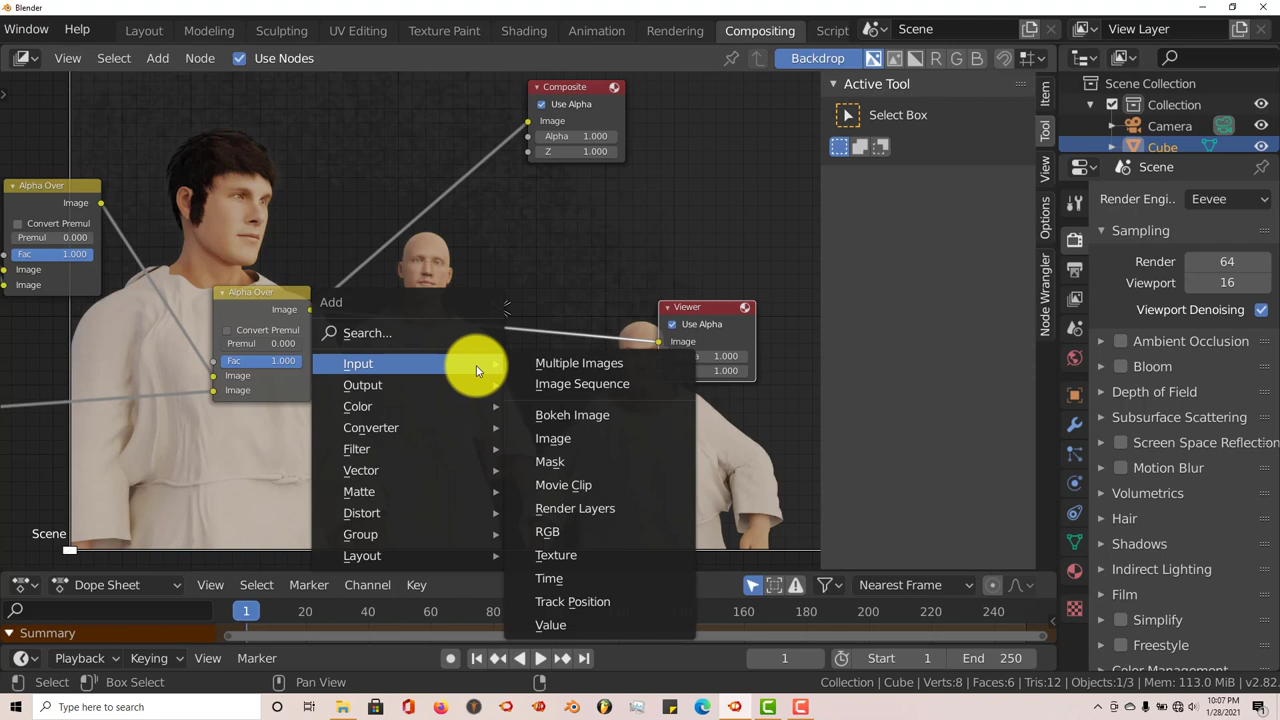 Blender
Window Help Layout Modeling Sculpting UV Editing Texture Paint Shading Animation Rendering Compositing Script Scene View Layer
View Select Add Node Use Nodes Backdrop R G B
Active Tool
Select Box
Item
Tool
View
Options
Node Wrangler
Scene Collection
Collection
Camera
Cube
Scene
Render Engi.. Eevee
Sampling
Render 64
Viewport 16
Viewport Denoising
Ambient Occlusion
Bloom
Depth of Field
Subsurface Scattering
Screen Space Reflection
Motion Blur
Volumetrics
Hair
Shadows
Indirect Lighting
Film
Simplify
Freestyle
Color Management
Composite
Use Alpha
Image
Alpha 1.000
Z 1.000
Alpha Over
Image
Convert Premul
Premul 0.000
Fac 1.000
Image
Image
Alpha Over
Image
Convert Premul
Premul 0.000
Fac 1.000
Image
Image
Viewer
Use Alpha
Image
1.000
1.000
Add
Search...
Input
Output
Color
Converter
Filter
Vector
Matte
Distort
Group
Layout
Multiple Images
Image Sequence
Bokeh Image
Image
Mask
Movie Clip
Render Layers
RGB
Texture
Time
Track Position
Value
Scene
Dope Sheet View Select Marker Channel Key Nearest Frame
1 20 40 60 80 160 180 200 220 240
Summary
Playback Keying View Marker 1 Start 1 End 250
Select Box Select Pan View Collection | Cube | Verts:8 | Faces:6 | Tris:12 | Objects:1/3 | Mem: 113.0 MiB | v2.82.
Type here to search
10:07 PM
1/28/2021